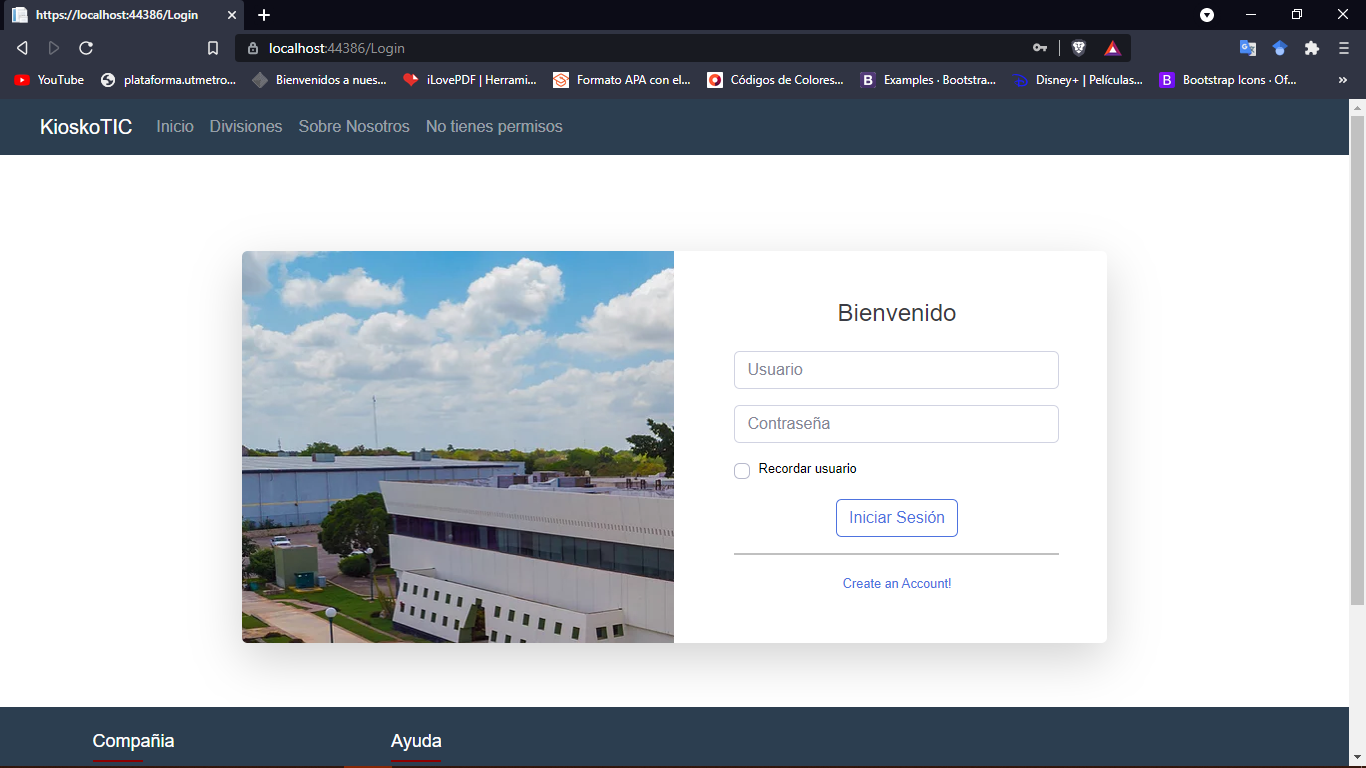 https://localhost:44386/Login
localhost:44386/Login
YouTube plataforma.utmetro... Bienvenidos a nues... iLovePDF | Herrami... Formato APA con el... Códigos de Colores... Examples · Bootstra... Disney+ | Películas... Bootstrap Icons · Of...
KioskoTIC Inicio Divisiones Sobre Nosotros No tienes permisos
Bienvenido
Usuario
Contraseña
Recordar usuario
Iniciar Sesión
Create an Account!
Compañia Ayuda